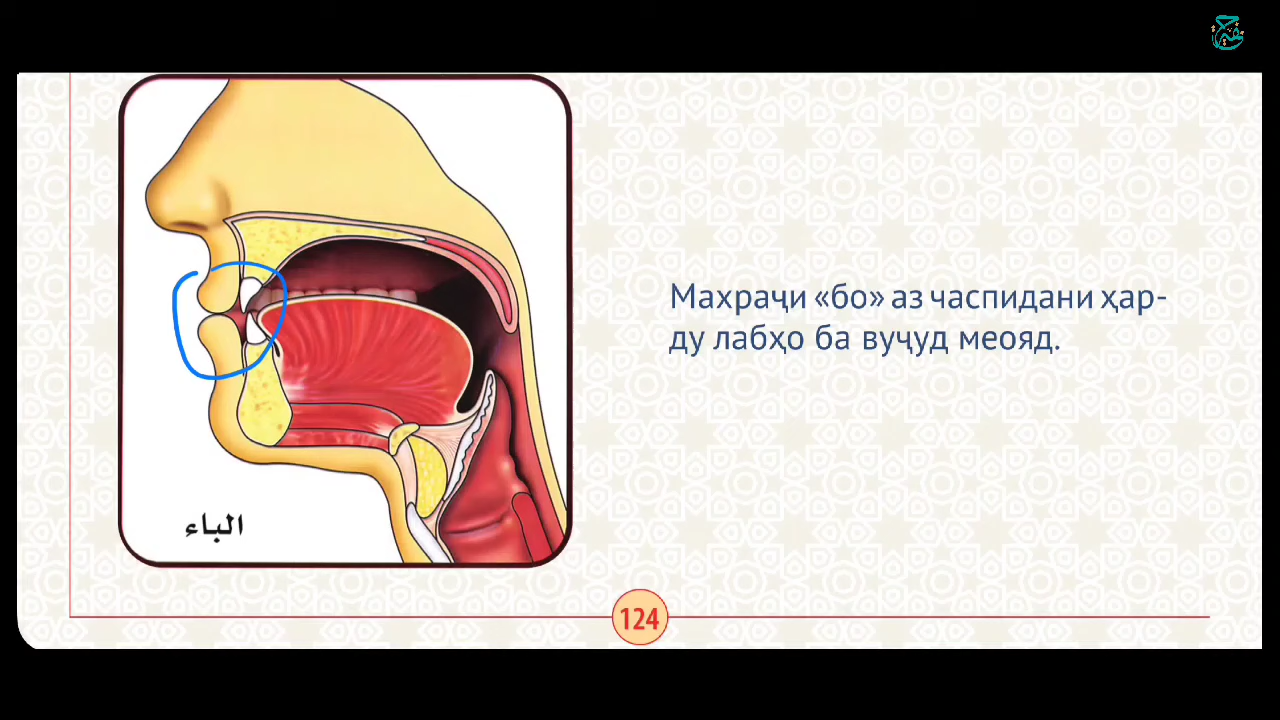 Махраҷи «бо» аз часпидани ҳар-
ду лабҳо ба вуҷуд меояд.
الباء
124